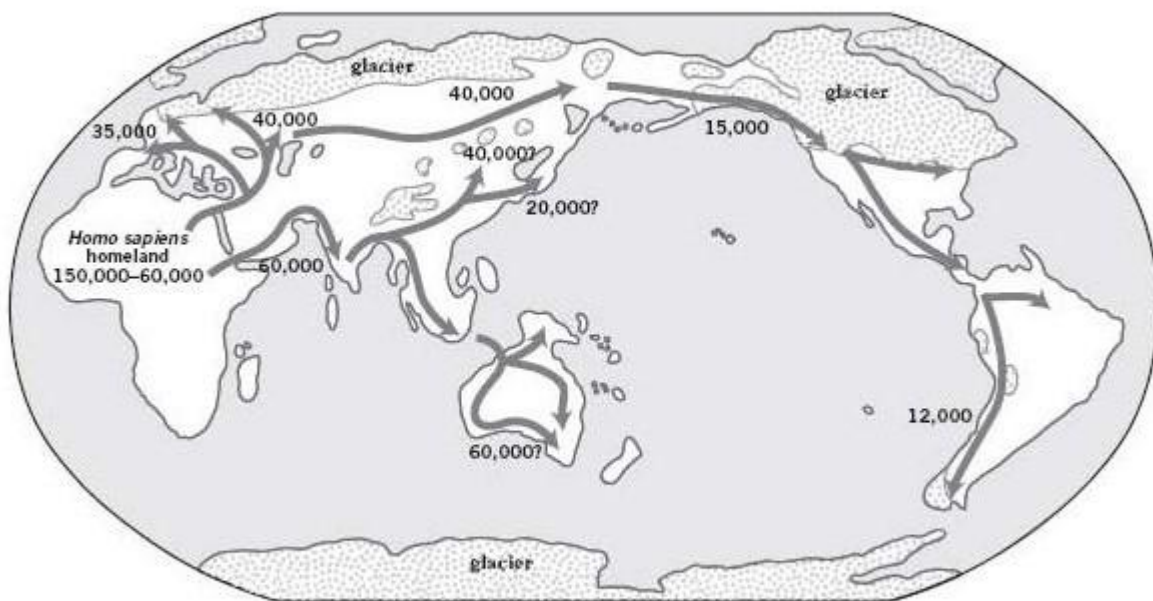 glacier
glacier
40,000
35,000
40,000
15,000
40,000?
20,000?
Homo sapiens
homeland
150,000–60,000
60,000
12,000
60,000?
glacier